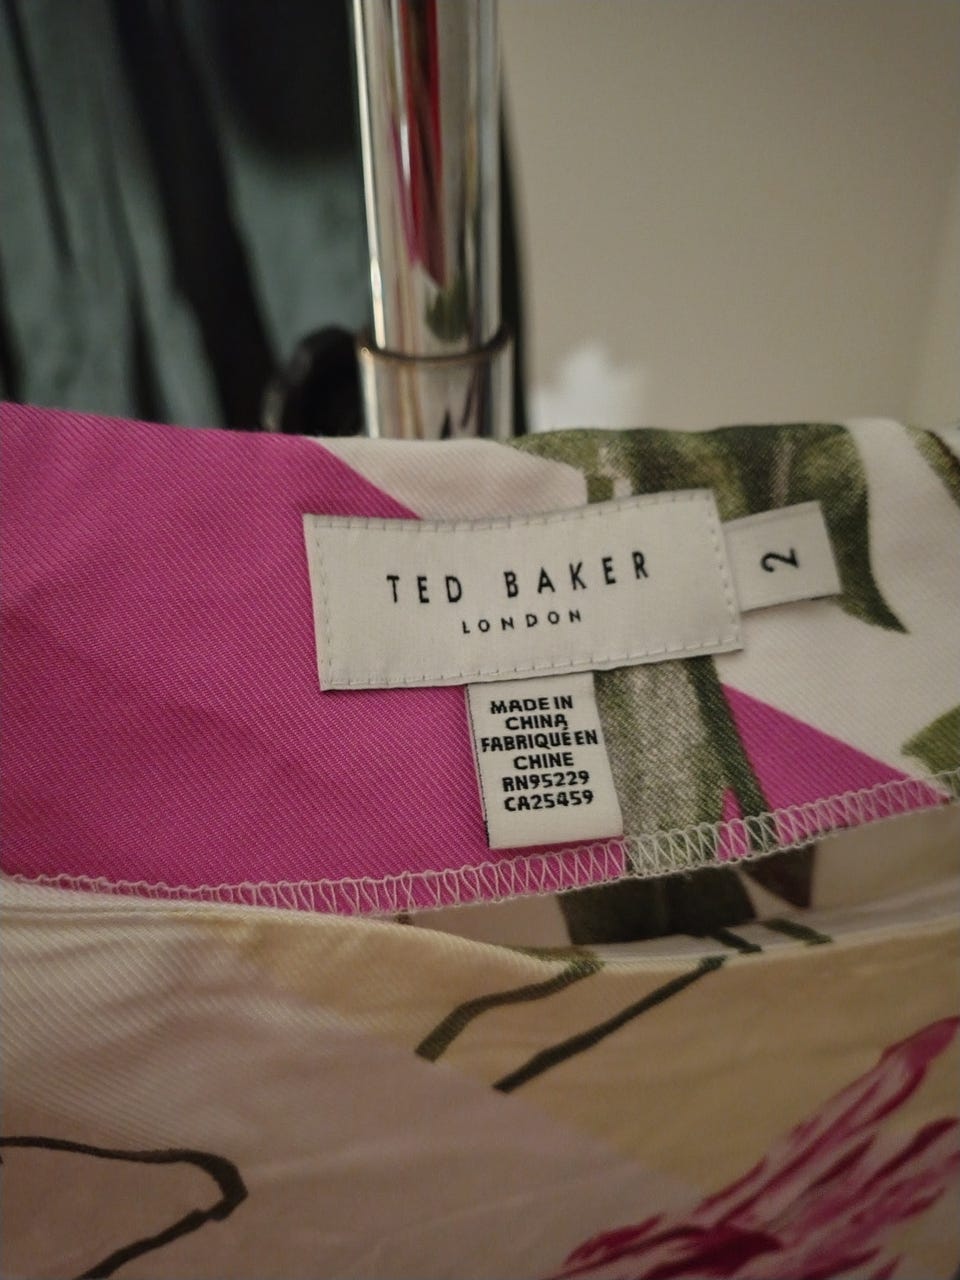 TED BAKER
LONDON
2
MADE IN
CHINA
FABRIQUÉ EN
CHINE
RN95229
CA25459